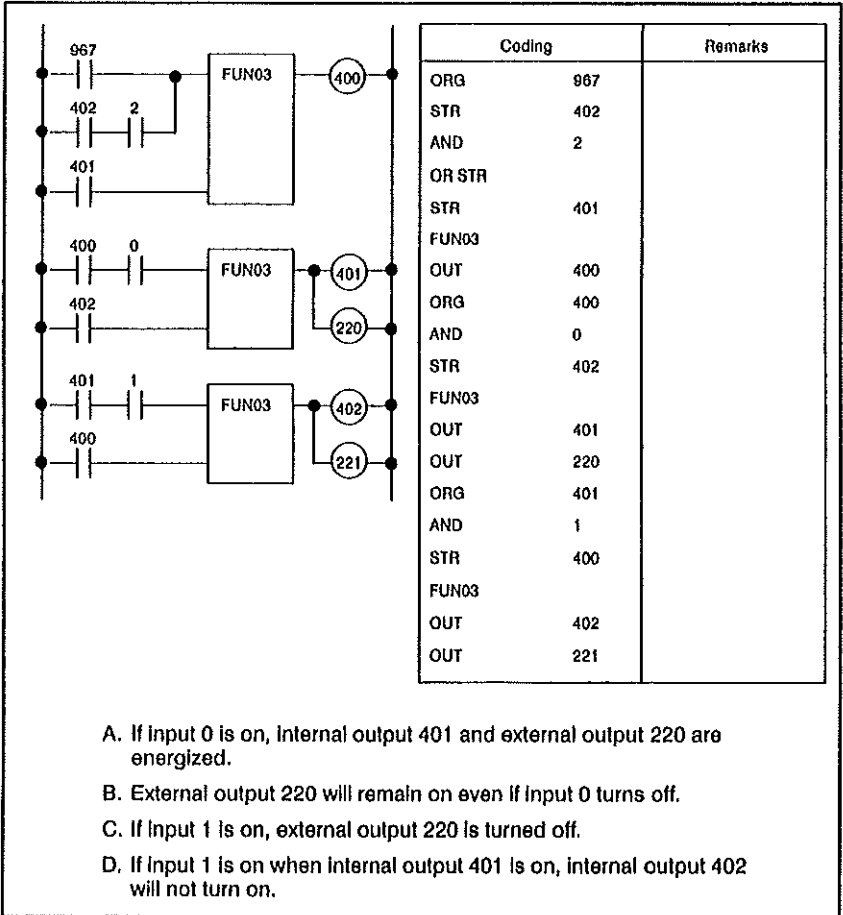 967
FUN03 400
402 2
401
400 0
FUN03 401
402
220
401 1
FUN03 402
400
221
Coding Remarks
ORG 967
STR 402
AND 2
OR STR
STR 401
FUN03
OUT 400
ORG 400
AND 0
STR 402
FUN03
OUT 401
OUT 220
ORG 401
AND 1
STR 400
FUN03
OUT 402
OUT 221
A. If input 0 is on, internal output 401 and external output 220 are
energized.
B. External output 220 will remain on even if input 0 turns off.
C. If input 1 is on, external output 220 is turned off.
D. If input 1 is on when internal output 401 is on, internal output 402
will not turn on.